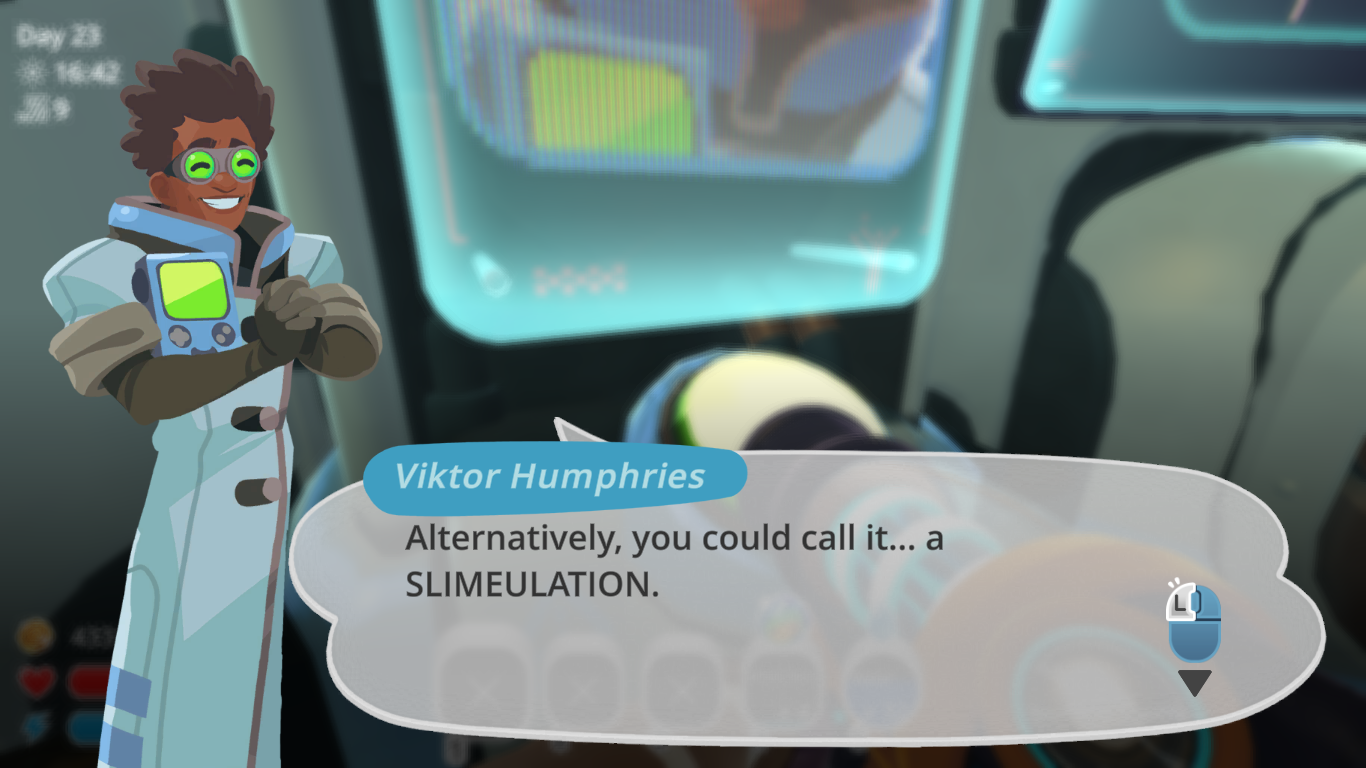 Day 23
16:42
9
Viktor Humphries
Alternatively, you could call it... a
SLIMEULATION.
L